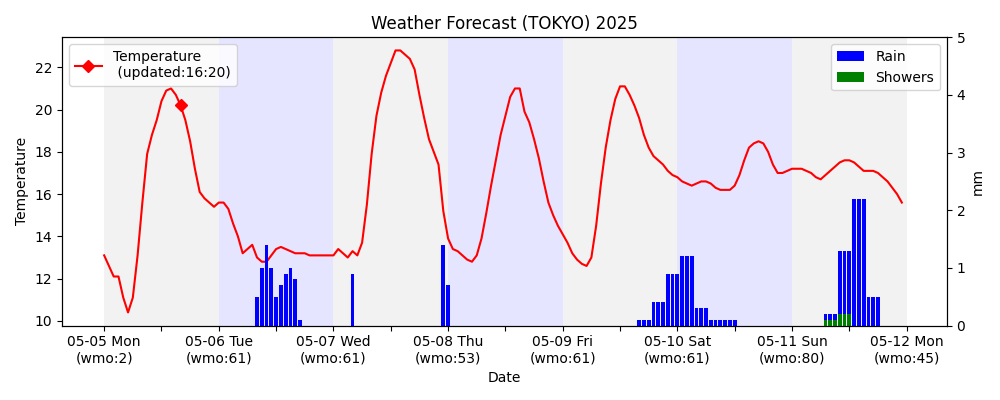 Weather Forecast (TOKYO) 2025
Temperature
(updated:16:20)
Rain
Showers
Temperature
22
20
18
16
14
12
10
5
4
3
2
1
0
mm
05-05 Mon
(wmo:2)
05-06 Tue
(wmo:61)
05-07 Wed
(wmo:61)
05-08 Thu
(wmo:53)
05-09 Fri
(wmo:61)
05-10 Sat
(wmo:61)
05-11 Sun
(wmo:80)
05-12 Mon
(wmo:45)
Date